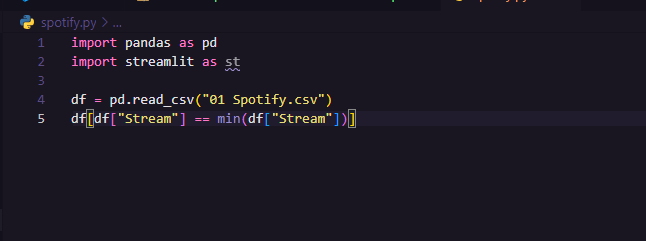 spotify.py > ...
1 import pandas as pd
2 import streamlit as st
3
4 df = pd.read_csv("01 Spotify.csv")
5 df[df["Stream"] == min(df["Stream"])]